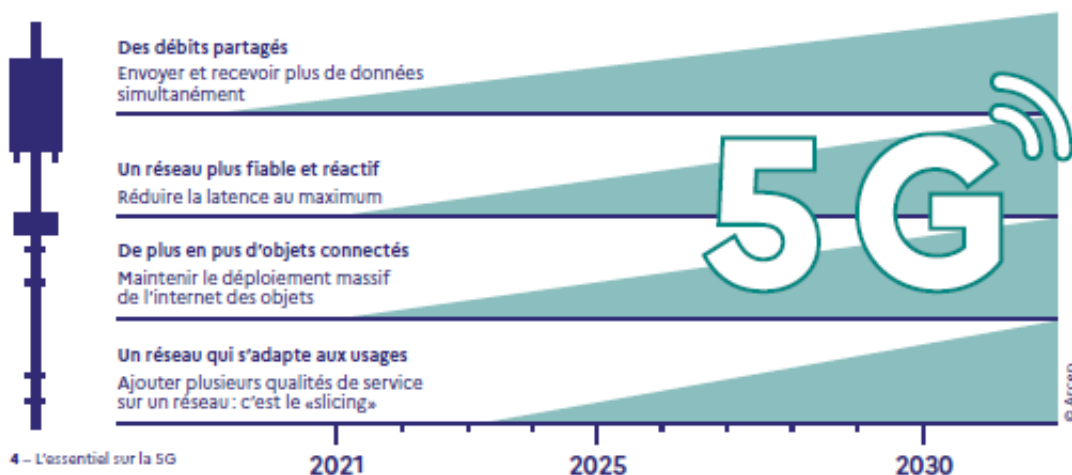 Des débits partagés
Envoyer et recevoir plus de données
simultanément
Un réseau plus fiable et réactif
Réduire la latence au maximum
De plus en pus d'objets connectés
Maintenir le déploiement massif
de l'internet des objets
Un réseau qui s'adapte aux usages
Ajouter plusieurs qualités de service
sur un réseau : c'est le «slicing»
5G
© Arcep
4 – L'essentiel sur la 5G
2021
2025
2030